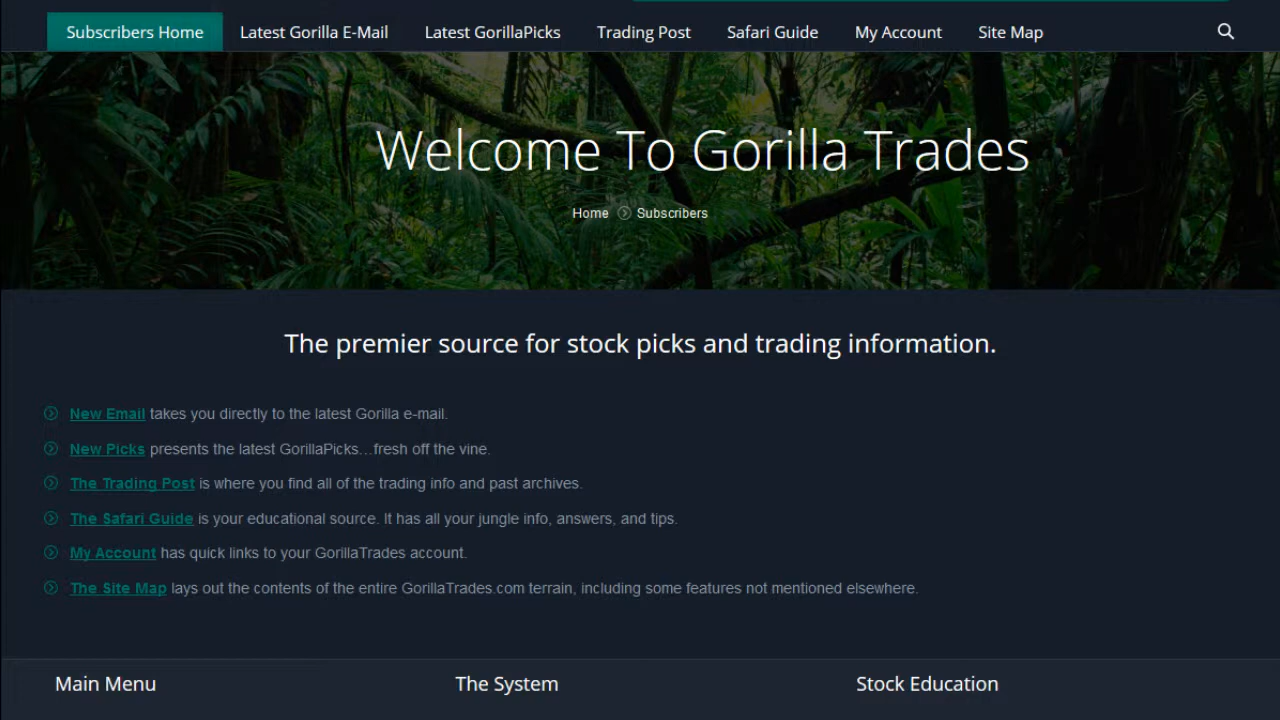 Subscribers Home Latest Gorilla E-Mail Latest GorillaPicks Trading Post Safari Guide My Account Site Map
Welcome To Gorilla Trades
Home Subscribers
The premier source for stock picks and trading information.
New Email takes you directly to the latest Gorilla e-mail.
New Picks presents the latest GorillaPicks...fresh off the vine.
The Trading Post is where you find all of the trading info and past archives.
The Safari Guide is your educational source. It has all your jungle info, answers, and tips.
My Account has quick links to your GorillaTrades account.
The Site Map lays out the contents of the entire GorillaTrades.com terrain, including some features not mentioned elsewhere.
Main Menu The System Stock Education